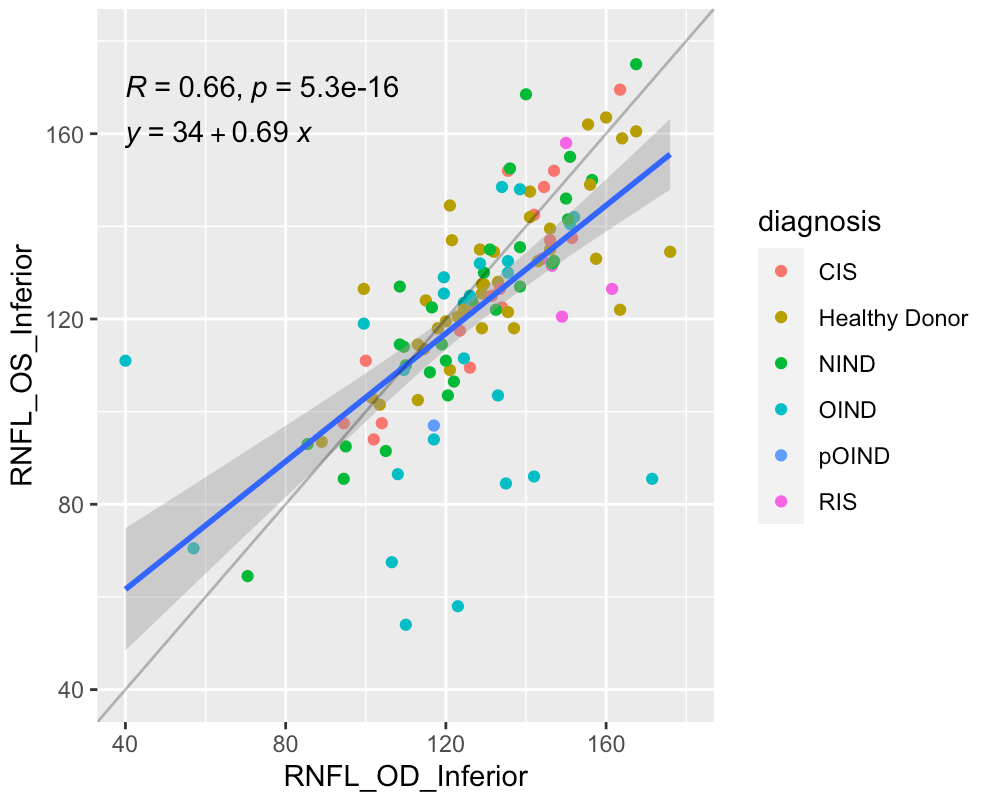 R = 0.66, p = 5.3e-16
y = 34 + 0.69 x
160
120
80
40
40 80 120 160
RNFL_OS_Inferior
RNFL_OD_Inferior
diagnosis
CIS
Healthy Donor
NIND
OIND
pOIND
RIS